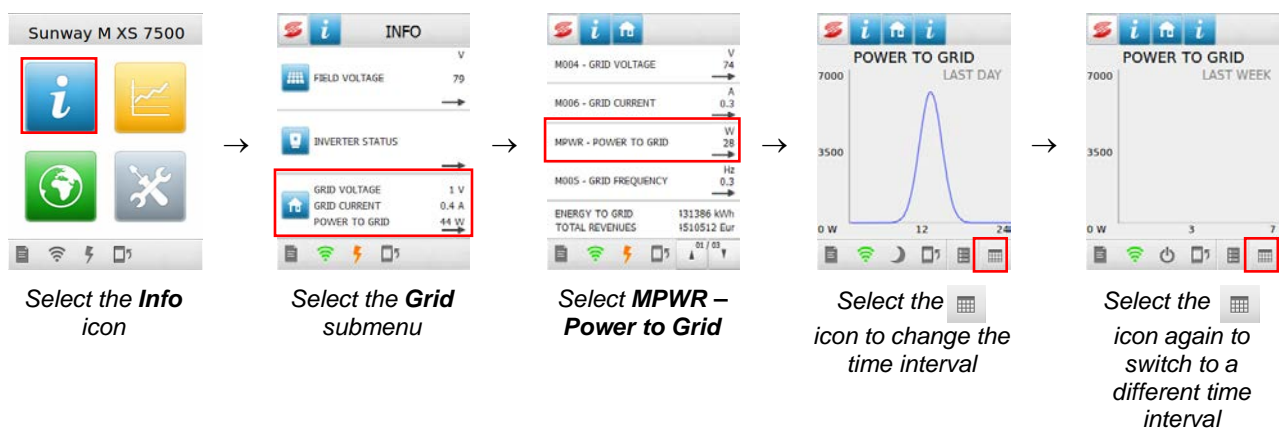 Sunway M XS 7500
i
→
i INFO
V
FIELD VOLTAGE 79
INVERTER STATUS
GRID VOLTAGE 1 V
GRID CURRENT 0.4 A
POWER TO GRID 44 W
→
i
V
M004 - GRID VOLTAGE 74
A
M006 - GRID CURRENT 0.3
W
MPWR - POWER TO GRID 28
Hz
M005 - GRID FREQUENCY 0.3
ENERGY TO GRID 431386 kWh
TOTAL REVENUES 4510512 Eur
01 / 03
→
i i
POWER TO GRID
7000 LAST DAY
3500
0 W 12 24
→
i i
POWER TO GRID
7000 LAST WEEK
3500
0 W 3 7
Select the Info
icon
Select the Grid
submenu
Select MPWR –
Power to Grid
Select the
icon to change the
time interval
Select the
icon again to
switch to a
different time
interval